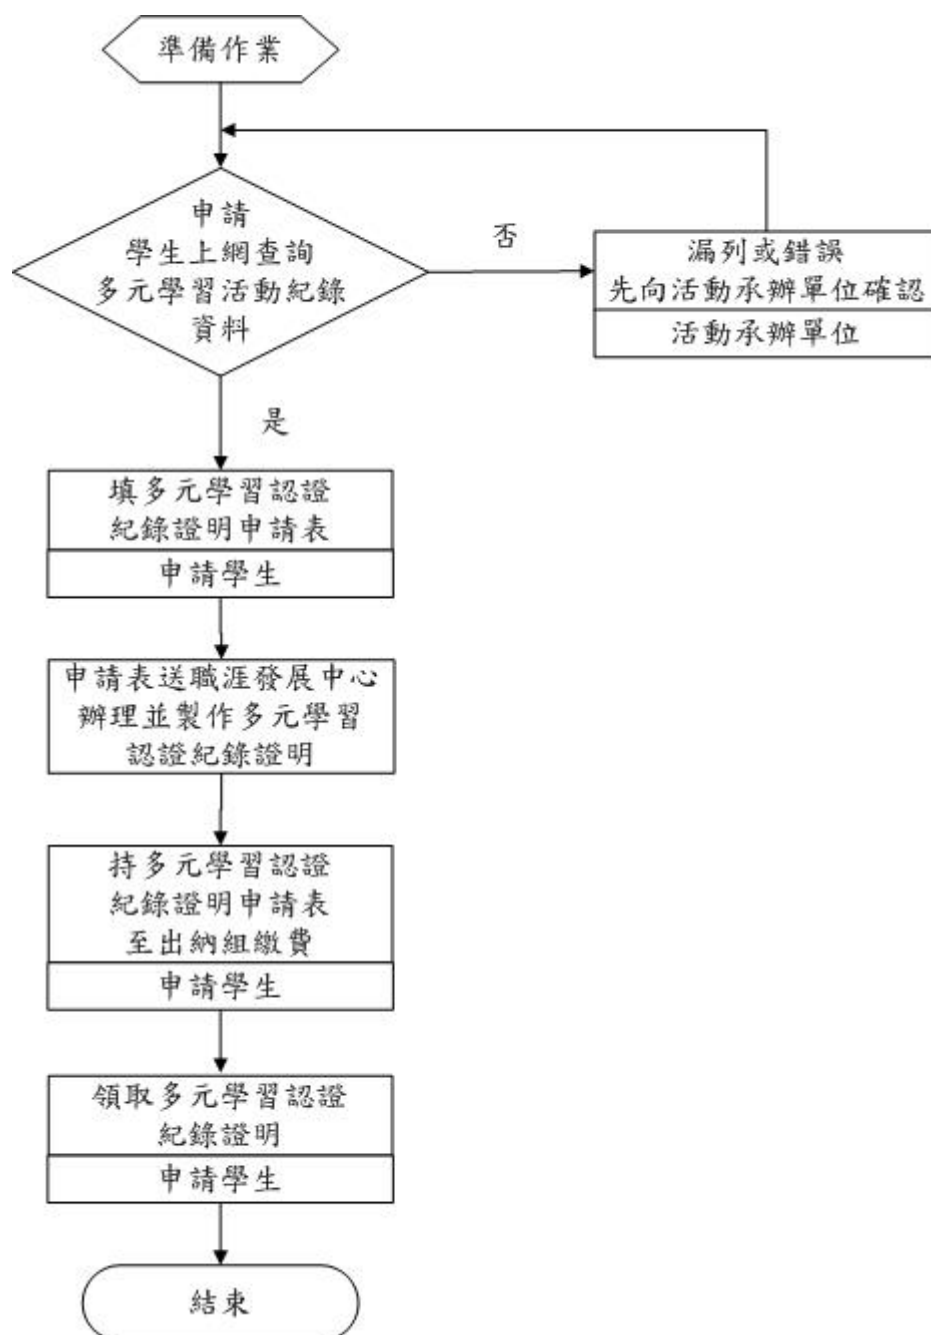 準備作業
申請
學生上網查詢
多元學習活動紀錄
資料
否
漏列或錯誤
先向活動承辦單位確認
活動承辦單位
是
填多元學習認證
紀錄證明申請表
申請學生
申請表送職涯發展中心
辦理並製作多元學習
認證紀錄證明
持多元學習認證
紀錄證明申請表
至出納組繳費
申請學生
領取多元學習認證
紀錄證明
申請學生
結束